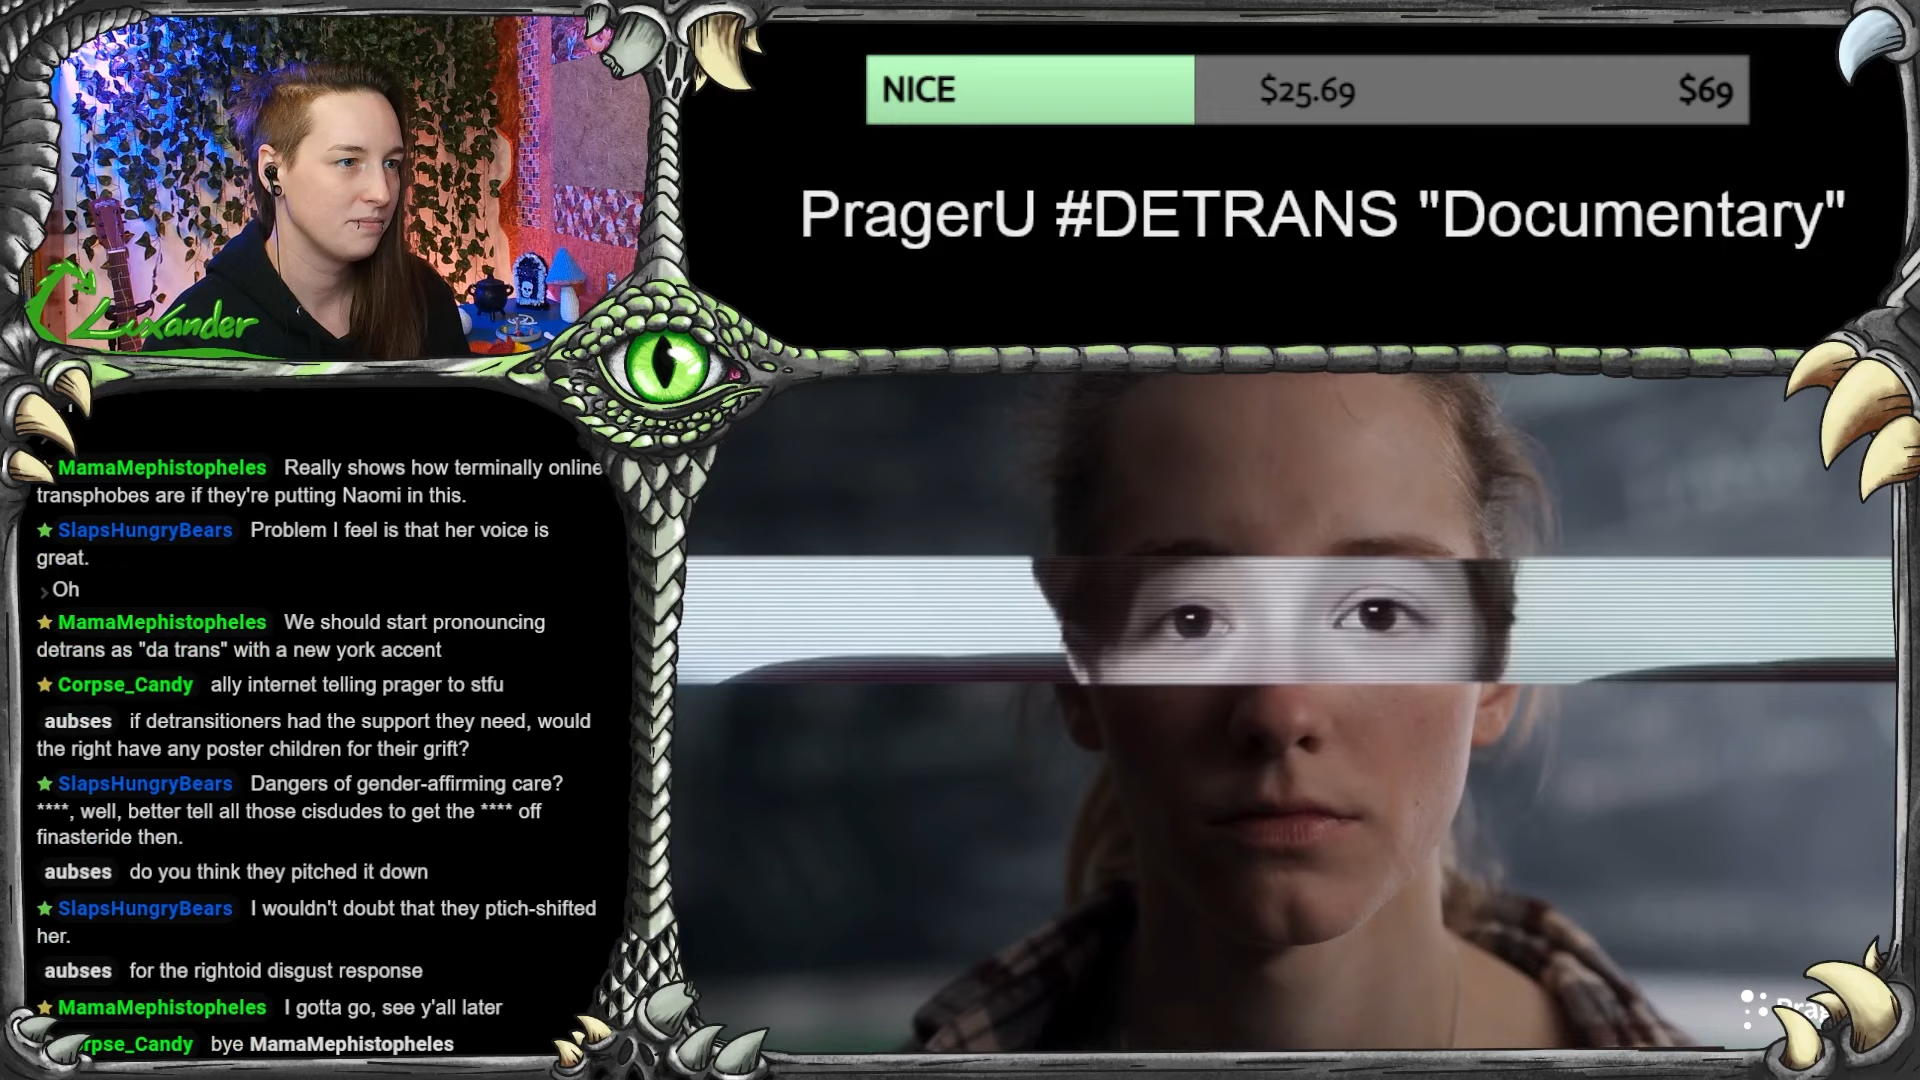 NICE $25.69 $69
PragerU #DETRANS "Documentary"
Luxander
MamaMephistopheles Really shows how terminally online
transphobes are if they're putting Naomi in this.
SlapsHungryBears Problem I feel is that her voice is
great.
Oh
MamaMephistopheles We should start pronouncing
detrans as "da trans" with a new york accent
Corpse_Candy ally internet telling prager to stfu
aubses if detransitioners had the support they need, would
the right have any poster children for their grift?
SlapsHungryBears Dangers of gender-affirming care?
****, well, better tell all those cisdudes to get the **** off
finasteride then.
aubses do you think they pitched it down
SlapsHungryBears I wouldn't doubt that they ptich-shifted
her.
aubses for the rightoid disgust response
MamaMephistopheles I gotta go, see y'all later
rpse_Candy bye MamaMephistopheles